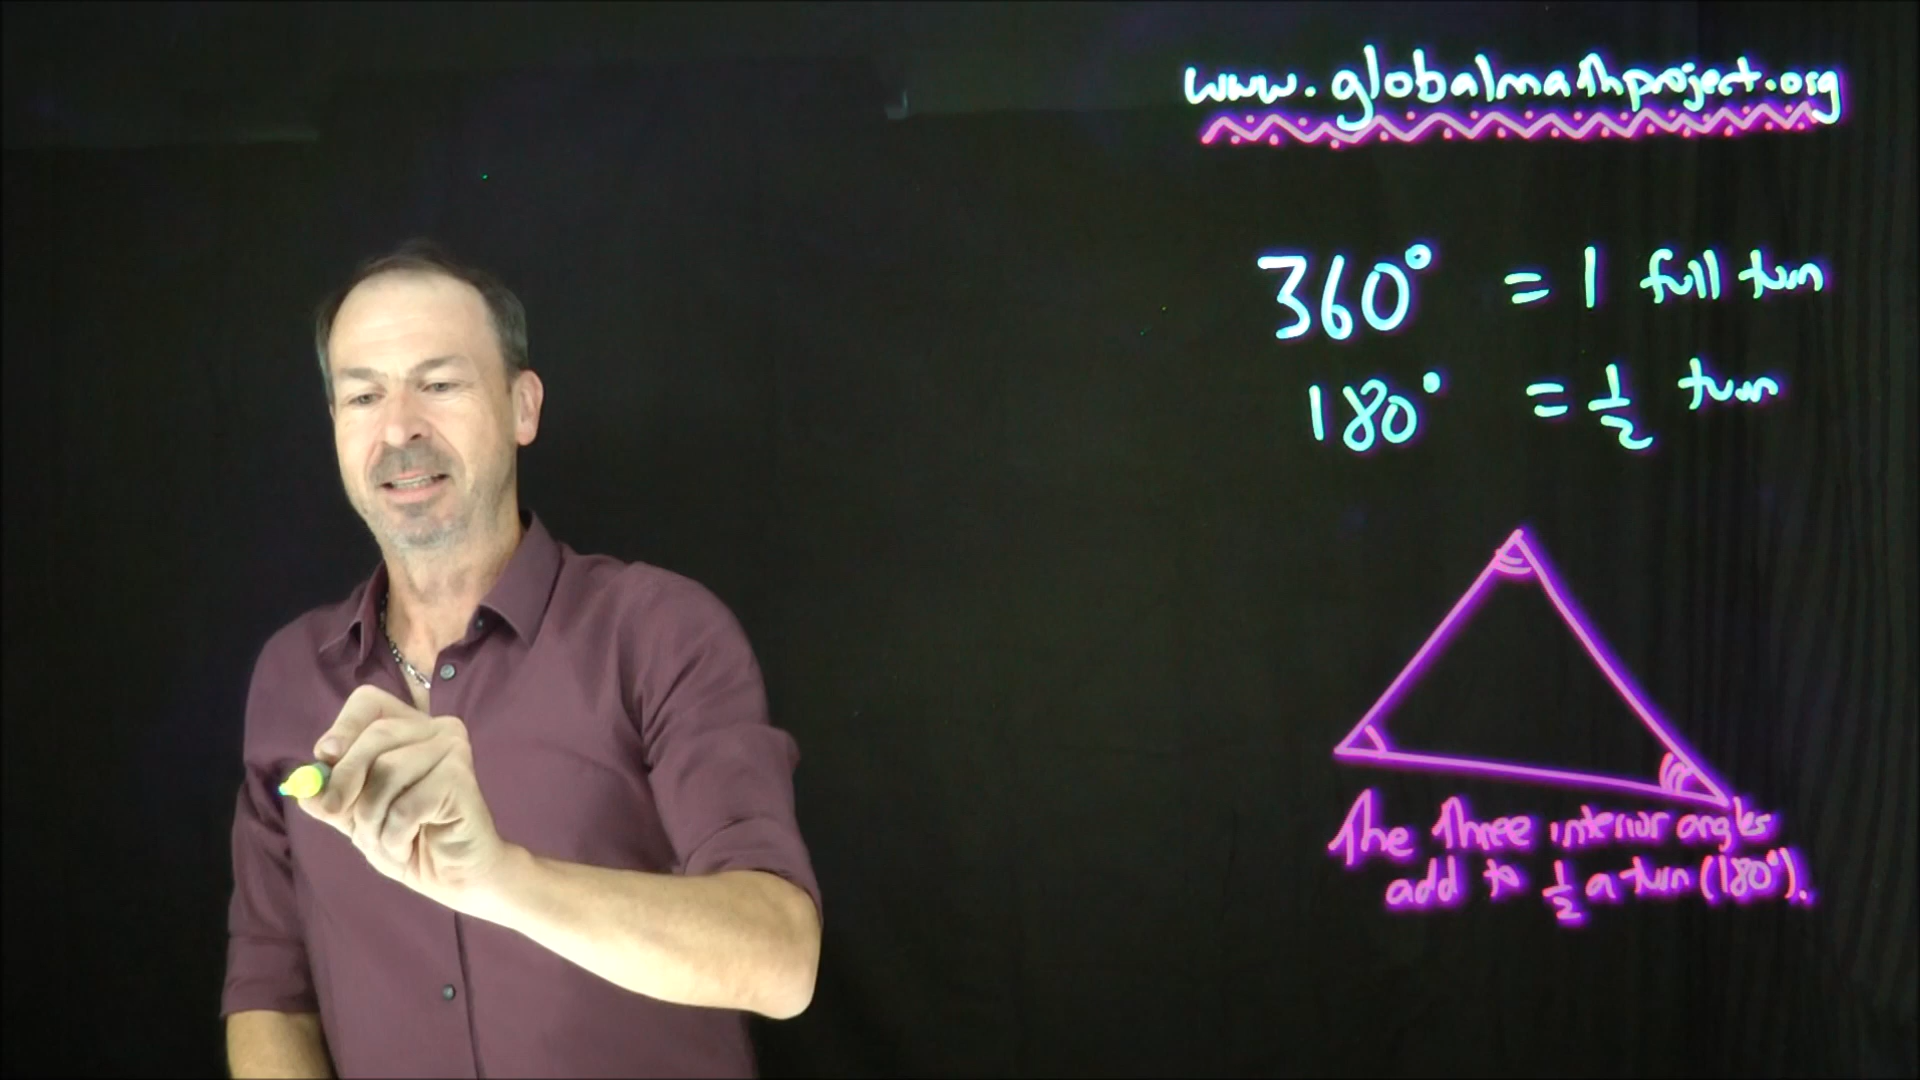 www.globalmathproject.org
360° = 1 full turn
180° = 1/2 turn
The three interior angles
add to 1/2 a turn (180°).